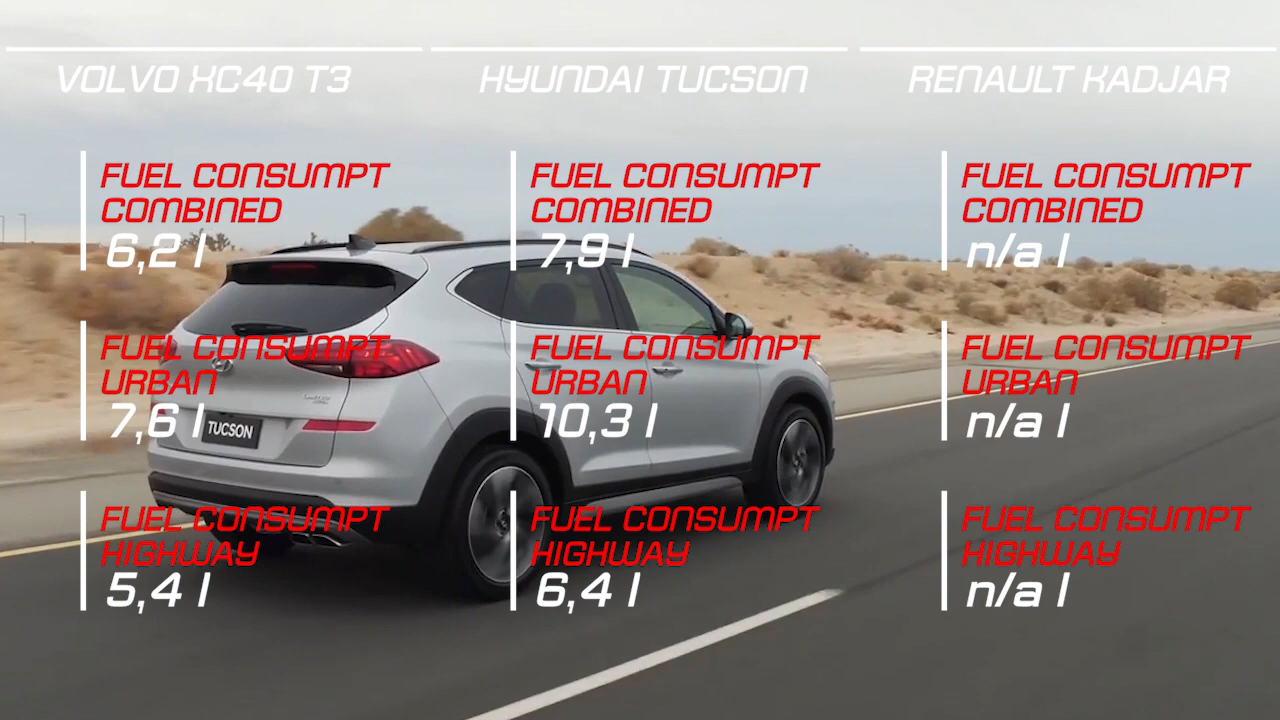 VOLVO XC40 T3
HYUNDAI TUCSON
RENAULT KADJAR
FUEL CONSUMPT
COMBINED
6,2 l
FUEL CONSUMPT
COMBINED
7,9 l
FUEL CONSUMPT
COMBINED
n/a l
FUEL CONSUMPT
URBAN
7,6 l
FUEL CONSUMPT
URBAN
10,3 l
FUEL CONSUMPT
URBAN
n/a l
TUCSON
FUEL CONSUMPT
HIGHWAY
5,4 l
FUEL CONSUMPT
HIGHWAY
6,4 l
FUEL CONSUMPT
HIGHWAY
n/a l